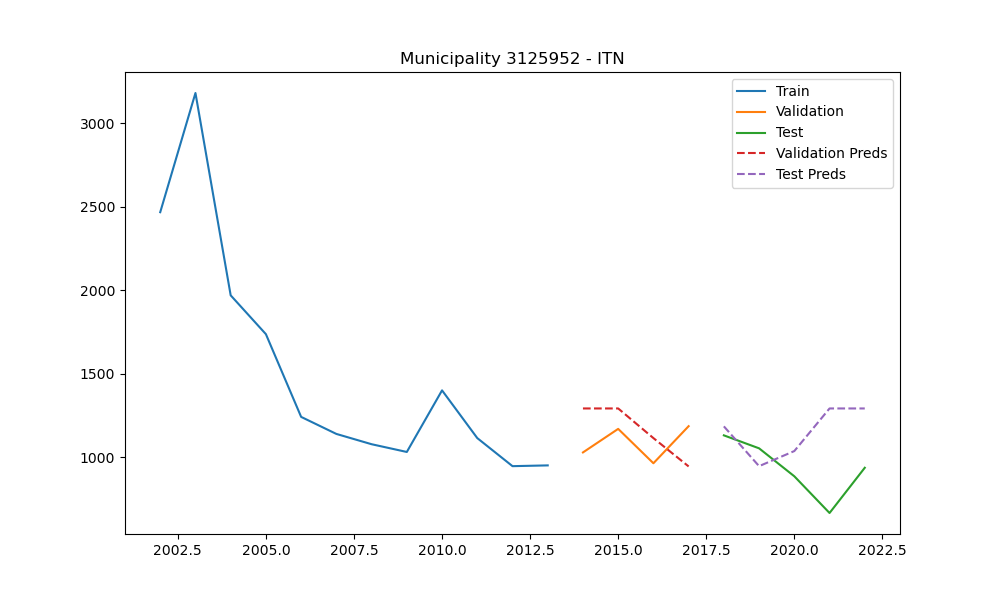 Municipality 3125952 - ITN
Train
Validation
Test
Validation Preds
Test Preds
3000
2500
2000
1500
1000
2002.5 2005.0 2007.5 2010.0 2012.5 2015.0 2017.5 2020.0 2022.5